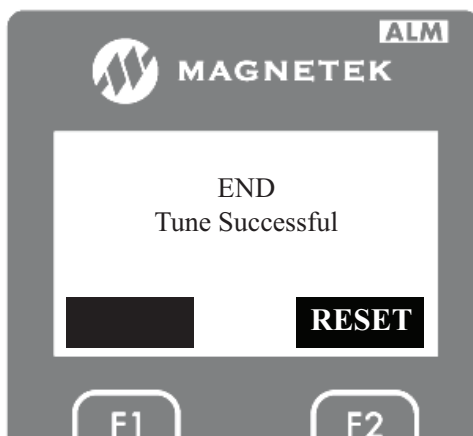 ALM
MAGNETEK
END
Tune Successful
RESET
F1 F2